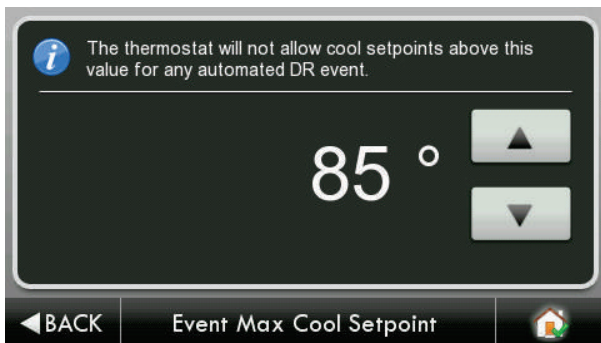 The thermostat will not allow cool setpoints above this
value for any automated DR event.
85 °
BACK
Event Max Cool Setpoint